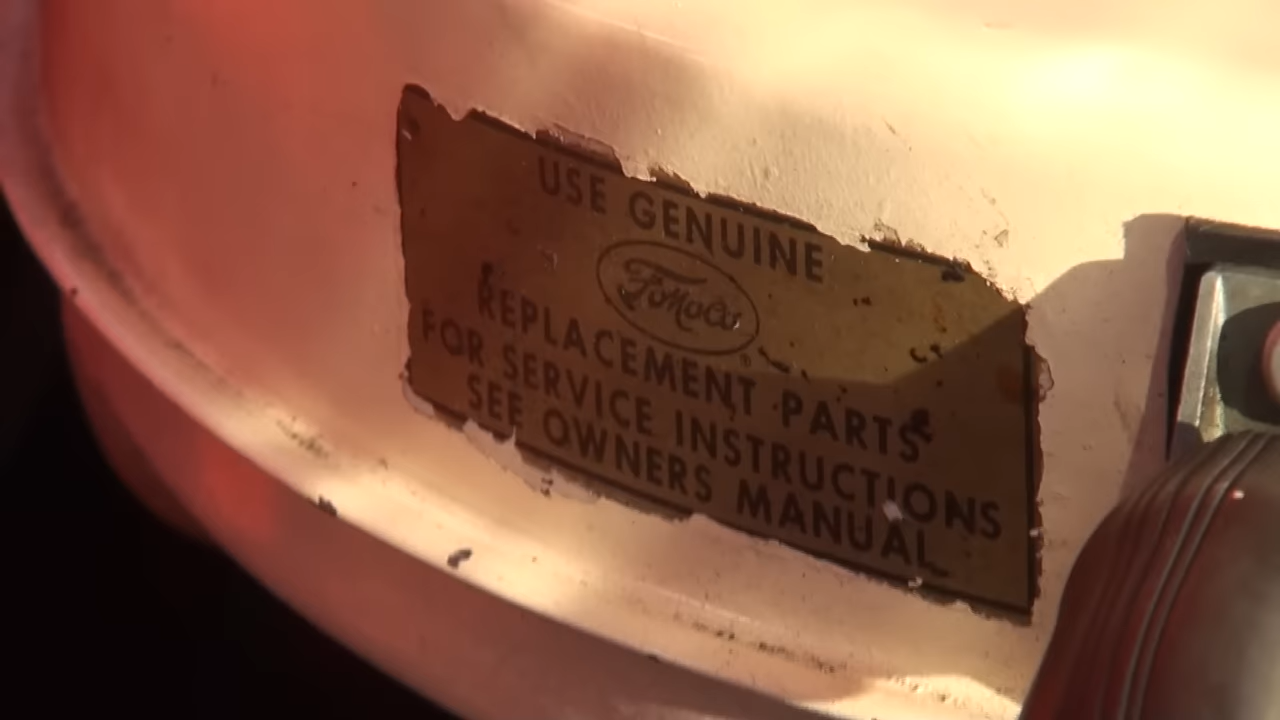 USE GENUINE
FoMoCo
®
REPLACEMENT PARTS
FOR SERVICE INSTRUCTIONS
SEE OWNERS MANUAL